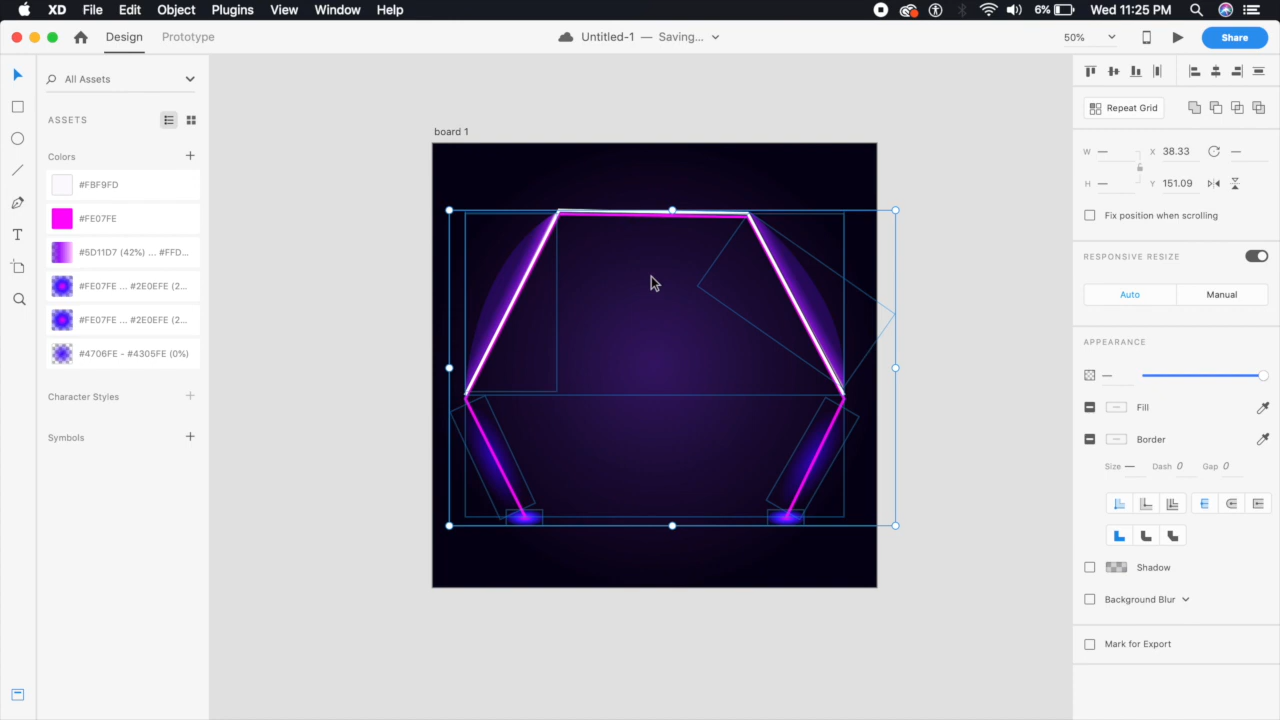 XD File Edit Object Plugins View Window Help 6% Wed 11:25 PM
Design Prototype Untitled-1 — Saving... 50% Share
All Assets
ASSETS
Colors
#FBF9FD
#FE07FE
#5D11D7 (42%) ... #FFD...
#FE07FE ... #2E0EFE (2...
#FE07FE ... #2E0EFE (2...
#4706FE - #4305FE (0%)
Character Styles
Symbols
board 1
Repeat Grid
W — X 38.33 —
H — Y 151.09
Fix position when scrolling
RESPONSIVE RESIZE
Auto Manual
APPEARANCE
—
Fill
Border
Size — Dash 0 Gap 0
Shadow
Background Blur
Mark for Export